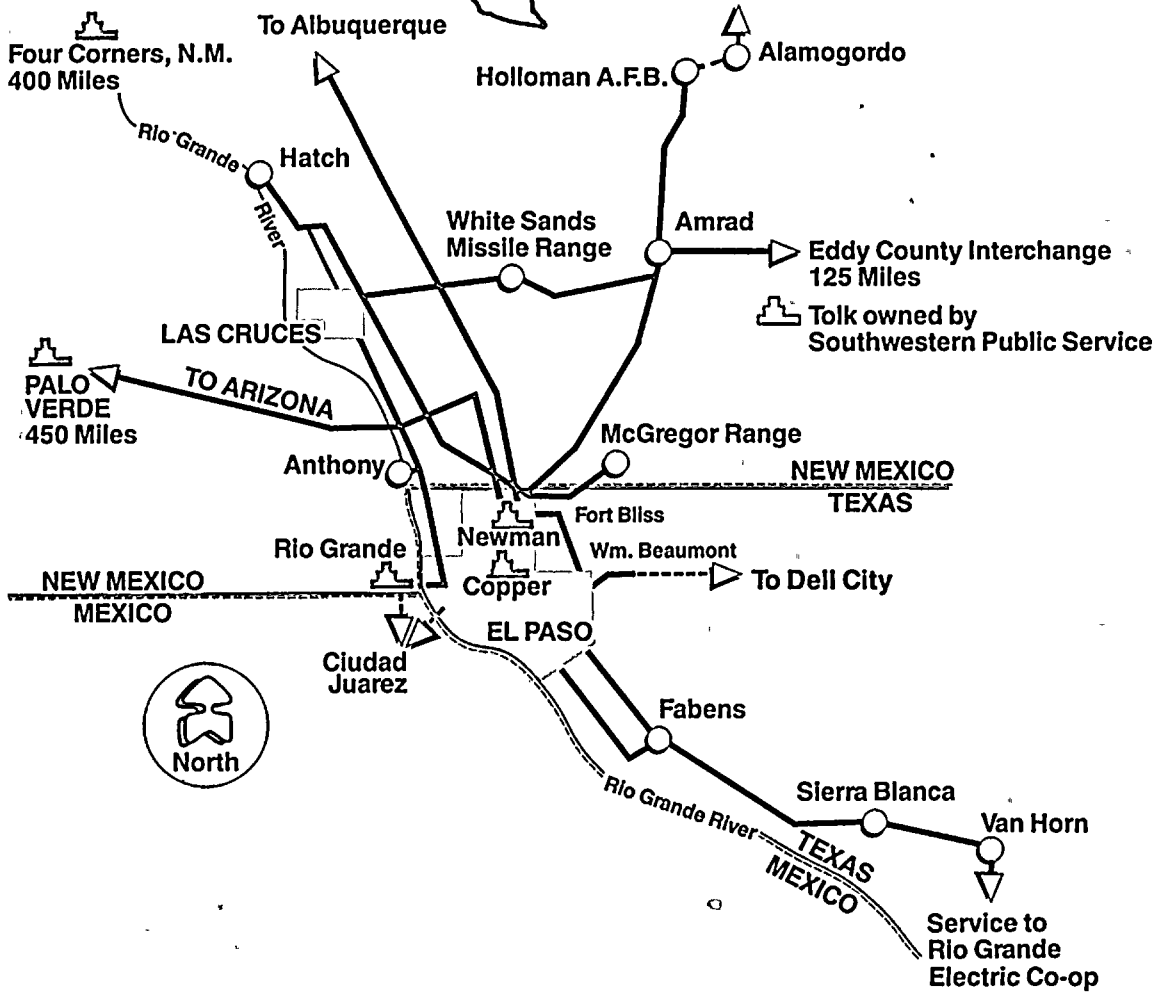 To Albuquerque
Four Corners, N.M.
400 Miles
Alamogordo
Holloman A.F.B.
Rio Grande
River
Hatch
White Sands
Missile Range
Amrad
Eddy County Interchange
125 Miles
Tolk owned by
Southwestern Public Service
LAS CRUCES
PALO
VERDE
450 Miles
TO ARIZONA
McGregor Range
Anthony
NEW MEXICO
TEXAS
Fort Bliss
Newman
Wm. Beaumont
Rio Grande
Copper
To Dell City
NEW MEXICO
MEXICO
EL PASO
Ciudad
Juarez
North
Fabens
Rio Grande River
Sierra Blanca
Van Horn
TEXAS
MEXICO
Service to
Rio Grande
Electric Co-op